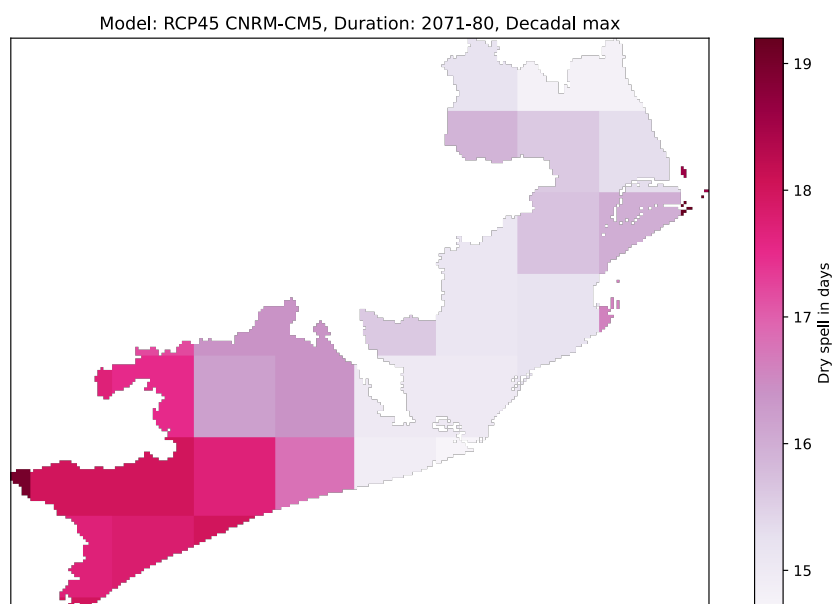 Model: RCP45 CNRM-CM5, Duration: 2071-80, Decadal max
19
18
17
16
15
Dry spell in days